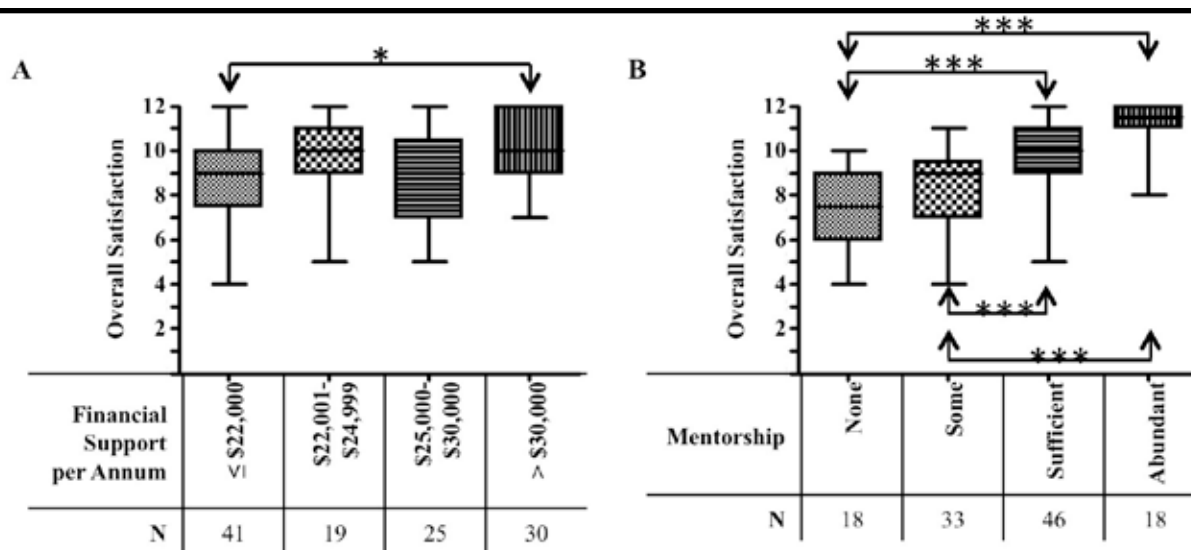 A
*
Overall Satisfaction
12
10
8
6
4
2
Financial Support per Annum
≤ $22,000
$22,001-
$24,999
$25,000-
$30,000
> $30,000
N 41 19 25 30
B
***
***
Overall Satisfaction
12
10
8
6
4
2
***
***
Mentorship
None
Some
Sufficient
Abundant
N 18 33 46 18